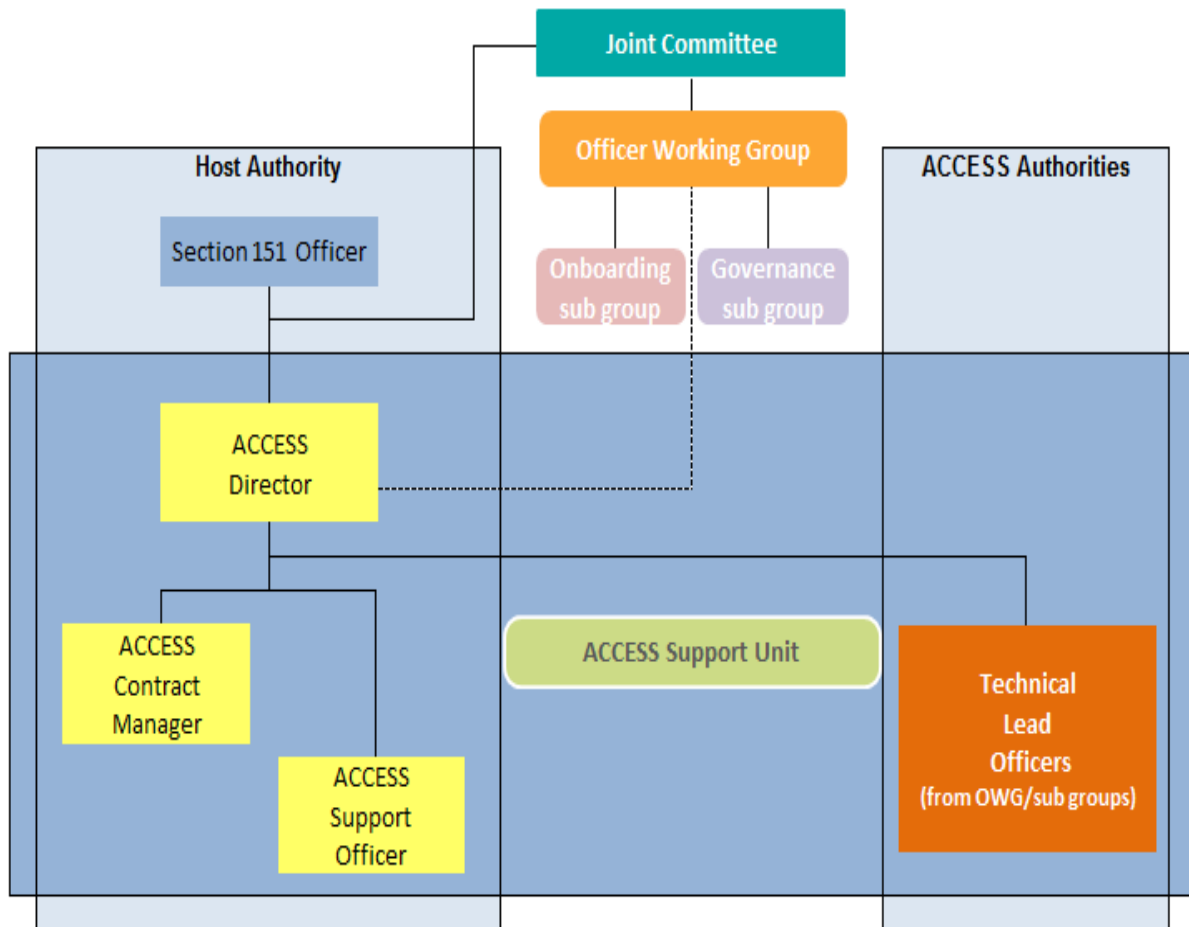 Joint Committee
Officer Working Group
Host Authority
ACCESS Authorities
Section 151 Officer
Onboarding
sub group
Governance
sub group
ACCESS
Director
ACCESS
Contract
Manager
ACCESS Support Unit
Technical
Lead
Officers
(from OWG/sub groups)
ACCESS
Support
Officer